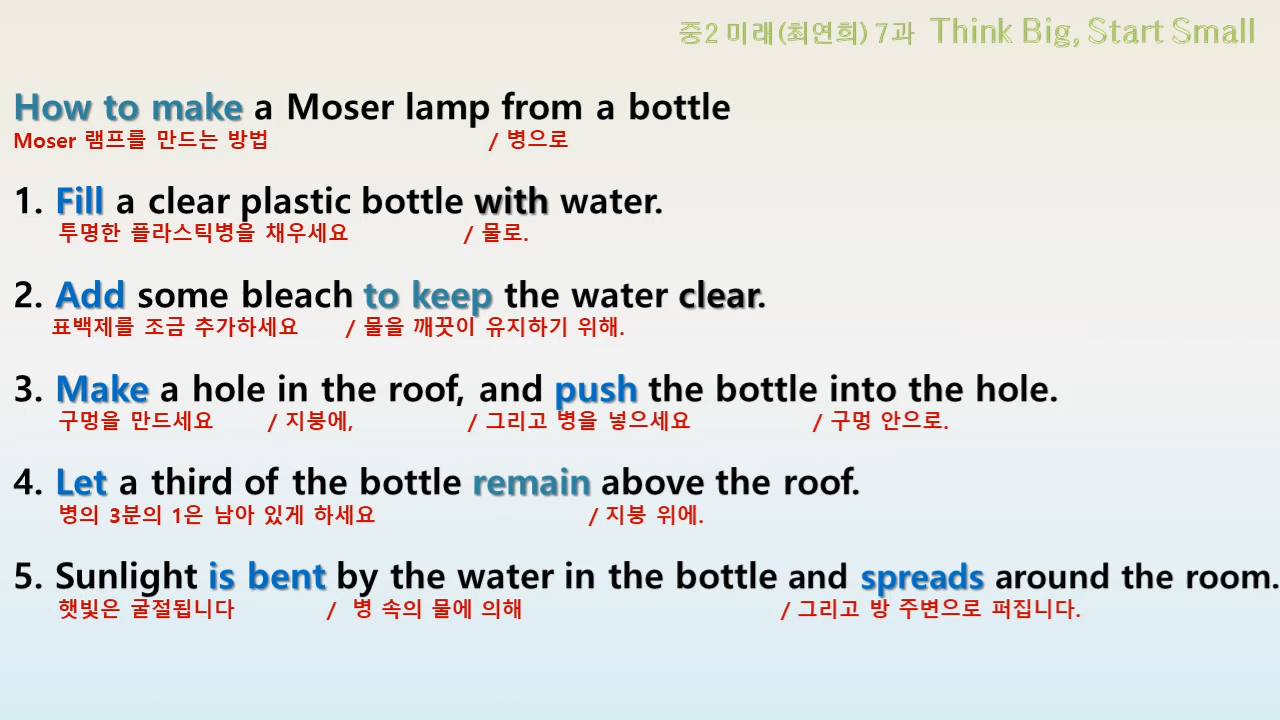 중2 미래(최연희) 7과 Think Big, Start Small
How to make a Moser lamp from a bottle
Moser 램프를 만드는 방법 / 병으로
1. Fill a clear plastic bottle with water.
투명한 플라스틱병을 채우세요 / 물로.
2. Add some bleach to keep the water clear.
표백제를 조금 추가하세요 / 물을 깨끗이 유지하기 위해.
3. Make a hole in the roof, and push the bottle into the hole.
구멍을 만드세요 / 지붕에, / 그리고 병을 넣으세요 / 구멍 안으로.
4. Let a third of the bottle remain above the roof.
병의 3분의 1은 남아 있게 하세요 / 지붕 위에.
5. Sunlight is bent by the water in the bottle and spreads around the room.
햇빛은 굴절됩니다 / 병 속의 물에 의해 / 그리고 방 주변으로 퍼집니다.